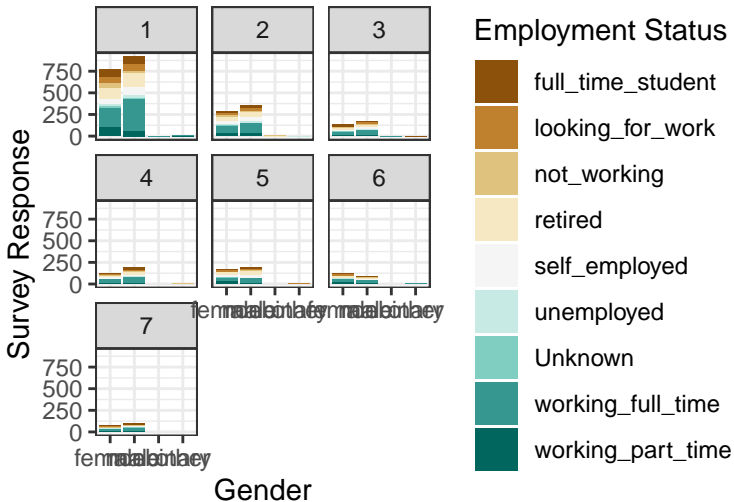 1 2 3
750
500
250
0
4 5 6
750
500
250
0
7
750
500
250
0
Survey Response
Gender
Employment Status
full_time_student
looking_for_work
not_working
retired
self_employed
unemployed
Unknown
working_full_time
working_part_time